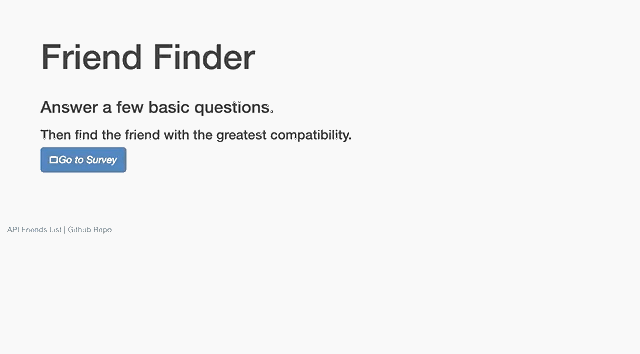 Friend Finder
Answer a few basic questions.
Then find the friend with the greatest compatibility.
Go to Survey
API Friends List | Github Repo